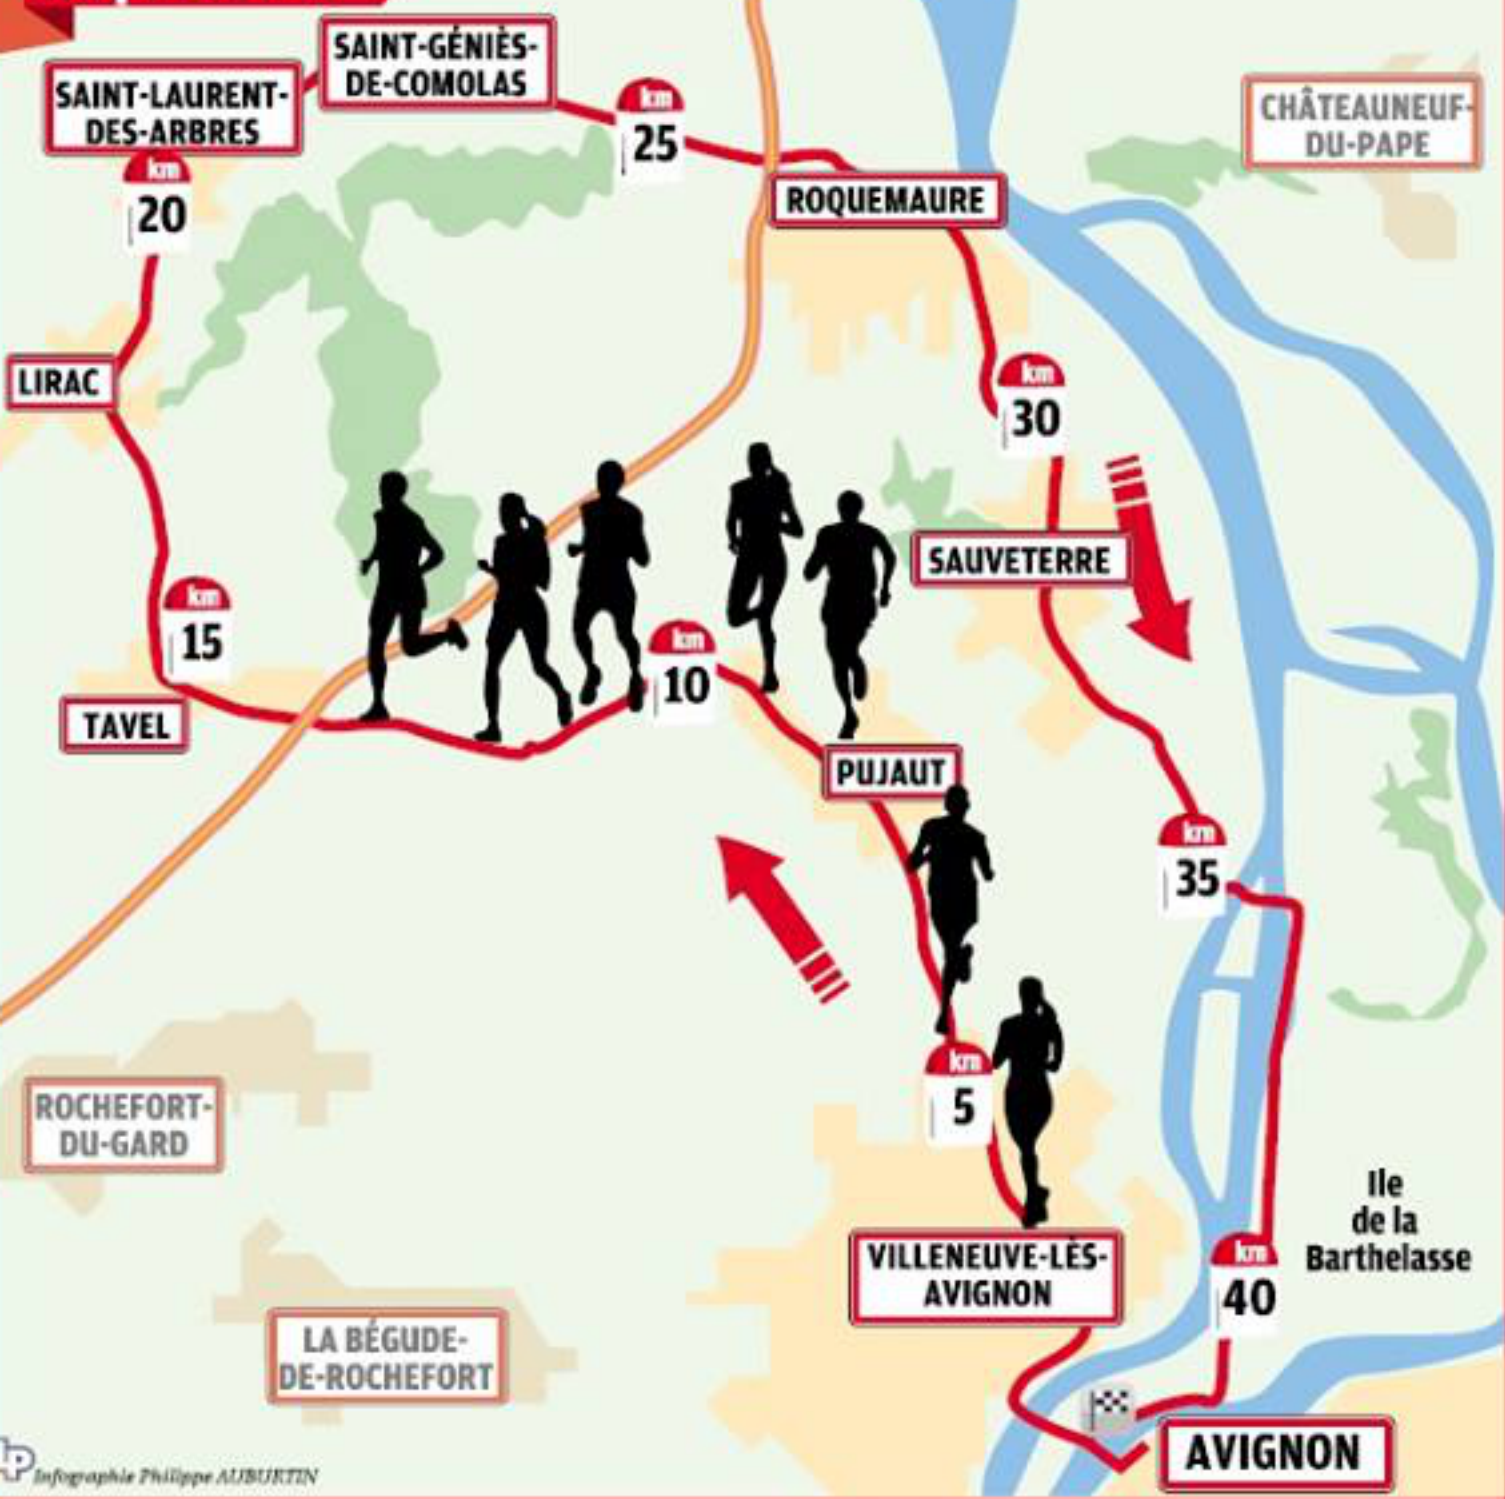 SAINT-GÉNIÈS-
DE-COMOLAS
SAINT-LAURENT-
DES-ARBRES
km
25
CHÂTEAUNEUF-
DU-PAPE
km
20
ROQUEMAURE
LIRAC
km
30
SAUVETERRE
km
15
km
10
TAVEL
PUJAUT
km
35
km
5
ROCHEFORT-
DU-GARD
Ile
de la
Barthelasse
VILLENEUVE-LÈS-
AVIGNON
km
40
LA BÉGUDE-
DE-ROCHEFORT
AVIGNON
Infographie Philippe AUBURTIN